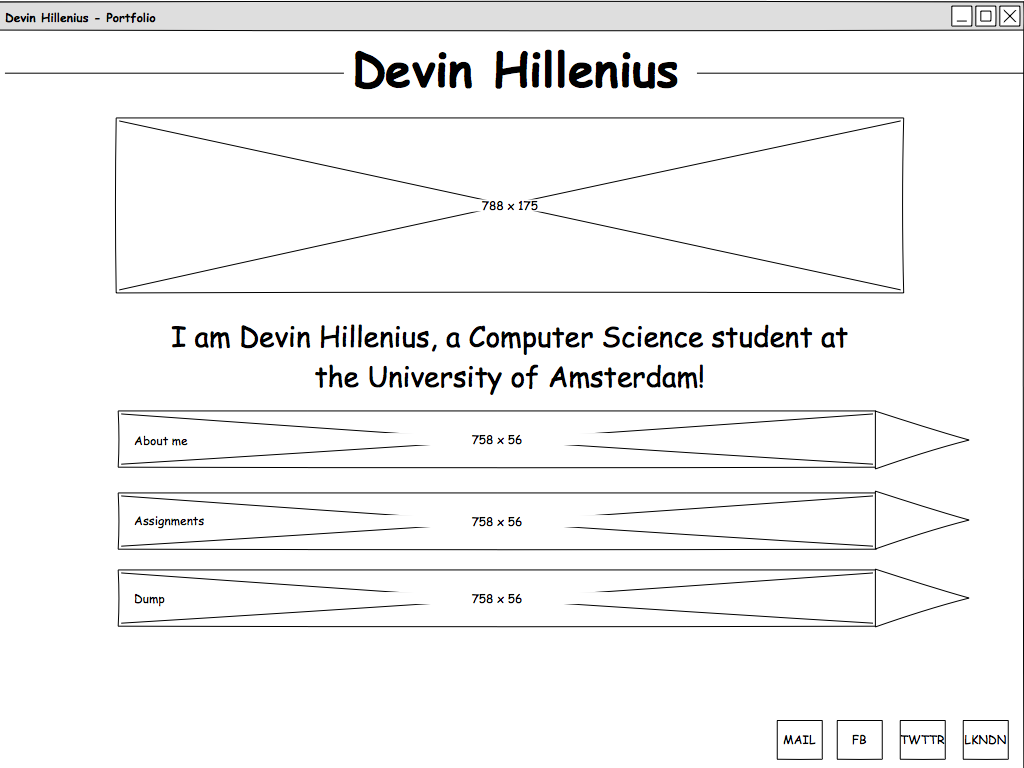 Devin Hillenius - Portfolio
Devin Hillenius
788 x 175
I am Devin Hillenius, a Computer Science student at
the University of Amsterdam!
About me 758 x 56
Assignments 758 x 56
Dump 758 x 56
MAIL FB TWTTR LKNDN